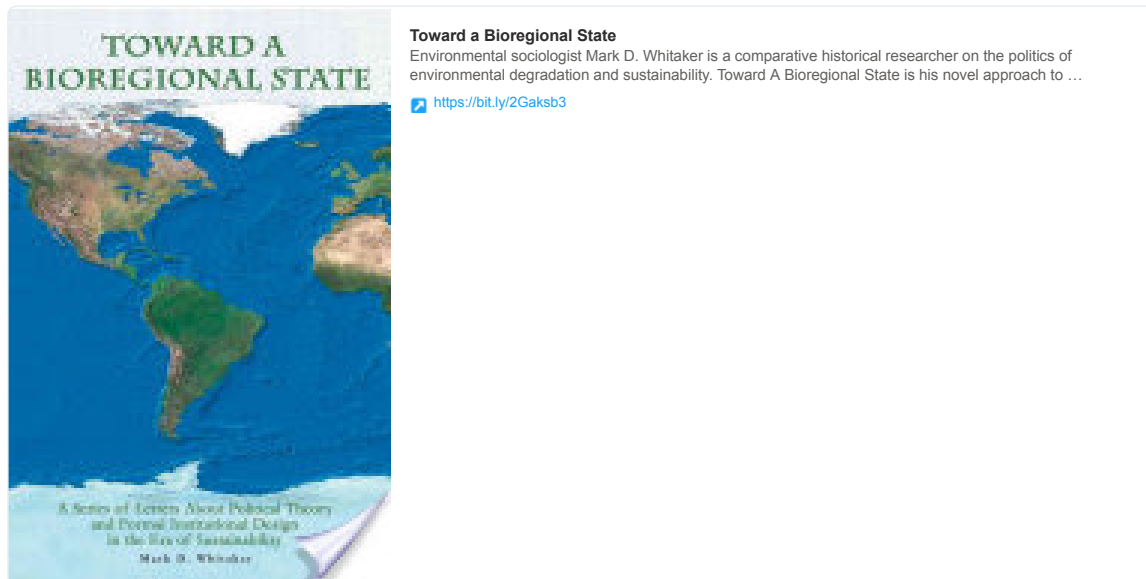 TOWARD A
BIOREGIONAL STATE
A Series of Letters About Political Theory
and Formal Institutional Design
in the Era of Sustainability
Mark D. Whitaker
Toward a Bioregional State
Environmental sociologist Mark D. Whitaker is a comparative historical researcher on the politics of
environmental degradation and sustainability. Toward A Bioregional State is his novel approach to …
https://bit.ly/2Gaksb3